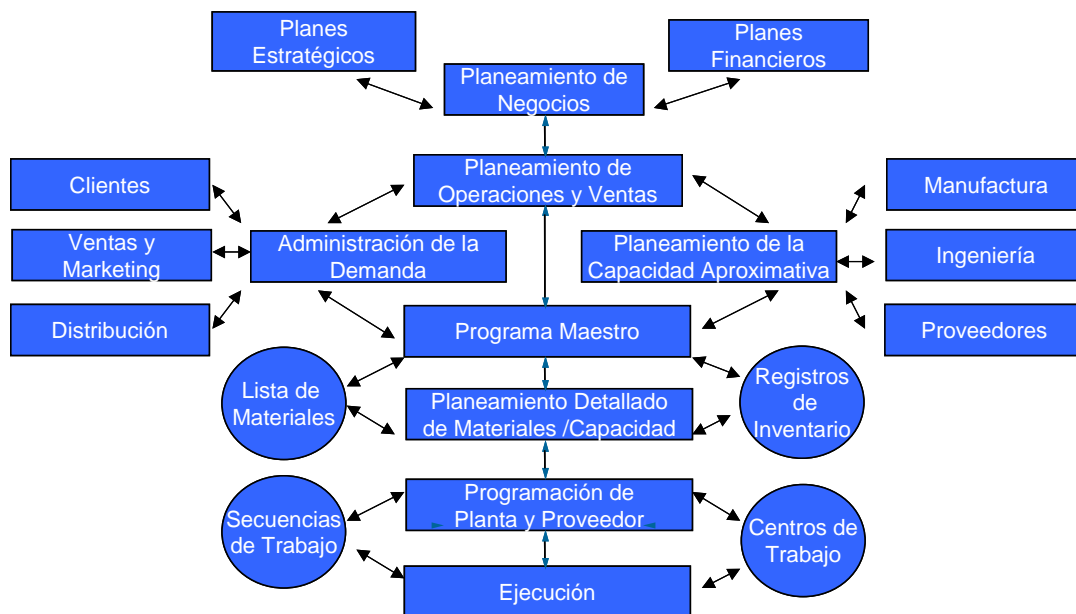 Planes
Estratégicos
Planes
Financieros
Planeamiento de
Negocios
Planeamiento de
Operaciones y Ventas
Clientes
Manufactura
Ventas y
Marketing
Administración de la
Demanda
Planeamiento de la
Capacidad Aproximativa
Ingeniería
Distribución
Programa Maestro
Proveedores
Lista de
Materiales
Planeamiento Detallado
de Materiales /Capacidad
Registros
de
Inventario
Secuencias
de Trabajo
Programación de
Planta y Proveedor
Centros de
Trabajo
Ejecución